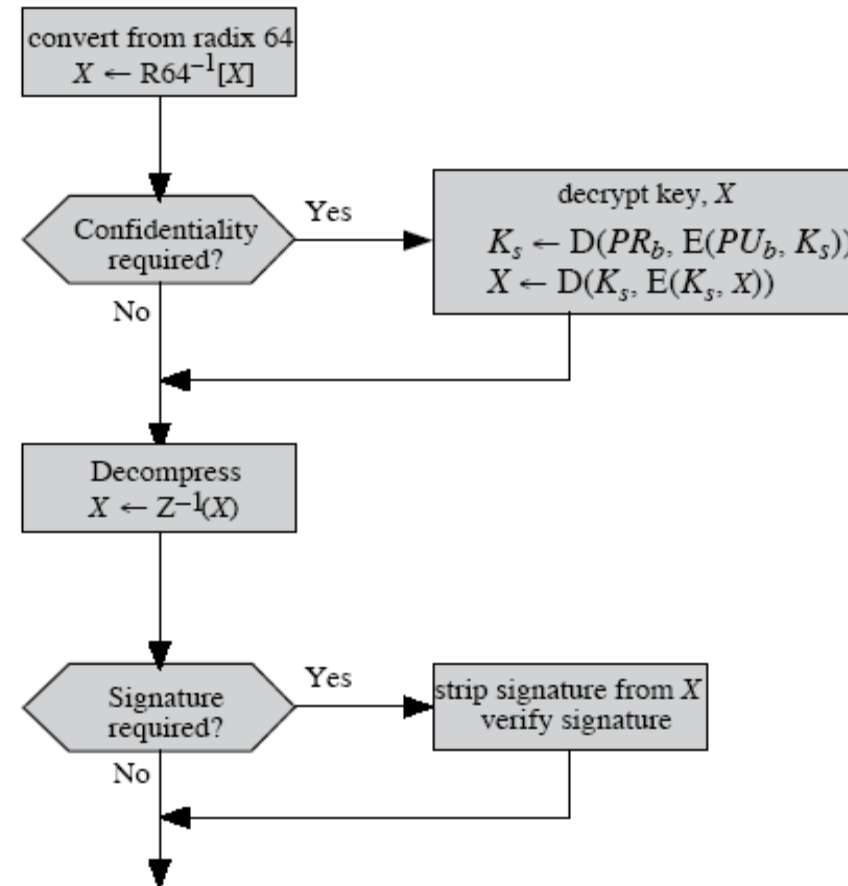 convert from radix 64
X ← R64⁻¹[X]
Confidentiality
required?
Yes
No
decrypt key, X
Kₛ ← D(PR_b, E(PU_b, Kₛ))
X ← D(Kₛ, E(Kₛ, X))
Decompress
X ← Z⁻¹(X)
Signature
required?
Yes
No
strip signature from X
verify signature